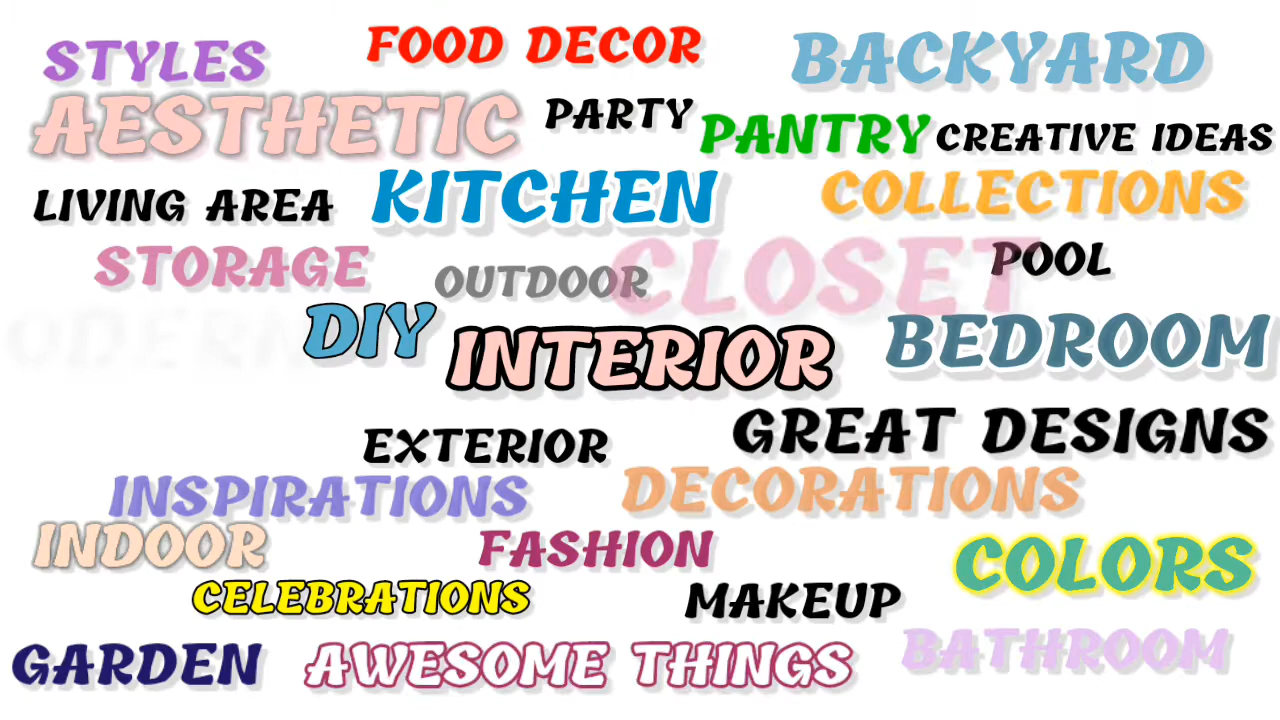 STYLES
FOOD DECOR
BACKYARD
AESTHETIC
PARTY
PANTRY
CREATIVE IDEAS
LIVING AREA
KITCHEN
COLLECTIONS
STORAGE
OUTDOOR
CLOSET
POOL
ODERN
DIY
INTERIOR
BEDROOM
EXTERIOR
GREAT DESIGNS
INSPIRATIONS
DECORATIONS
INDOOR
FASHION
COLORS
CELEBRATIONS
MAKEUP
GARDEN
AWESOME THINGS
BATHROOM